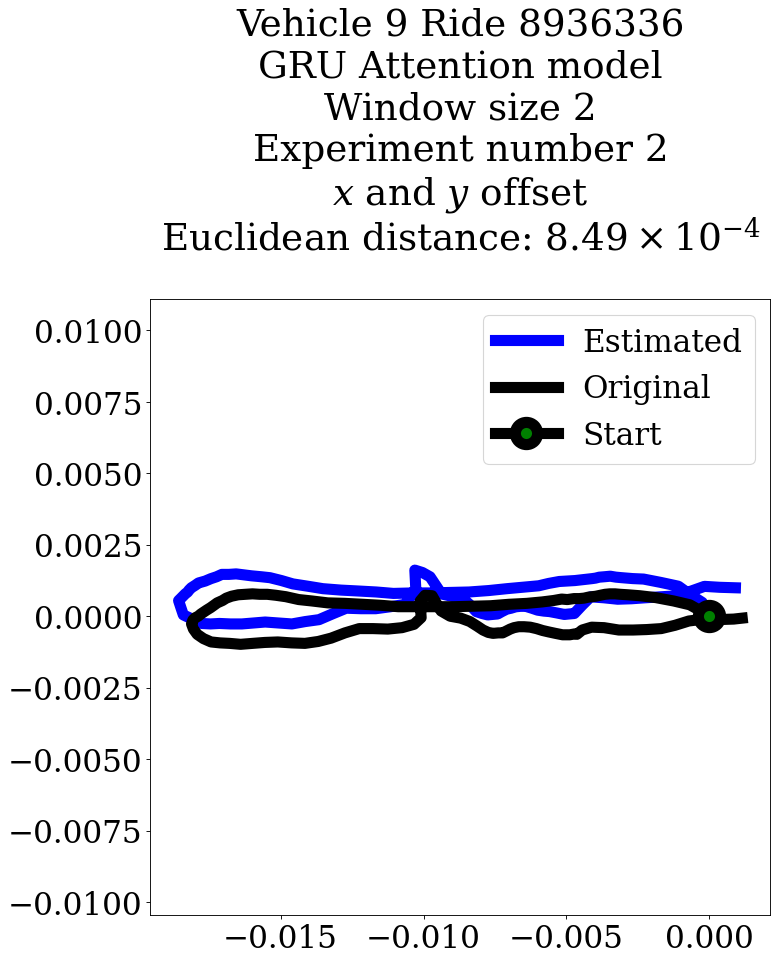 Vehicle 9 Ride 8936336
GRU Attention model
Window size 2
Experiment number 2
x and y offset
Euclidean distance: 8.49 × 10⁻⁴
Estimated
Original
Start
0.0100
0.0075
0.0050
0.0025
0.0000
−0.0025
−0.0050
−0.0075
−0.0100
−0.015 −0.010 −0.005 0.000